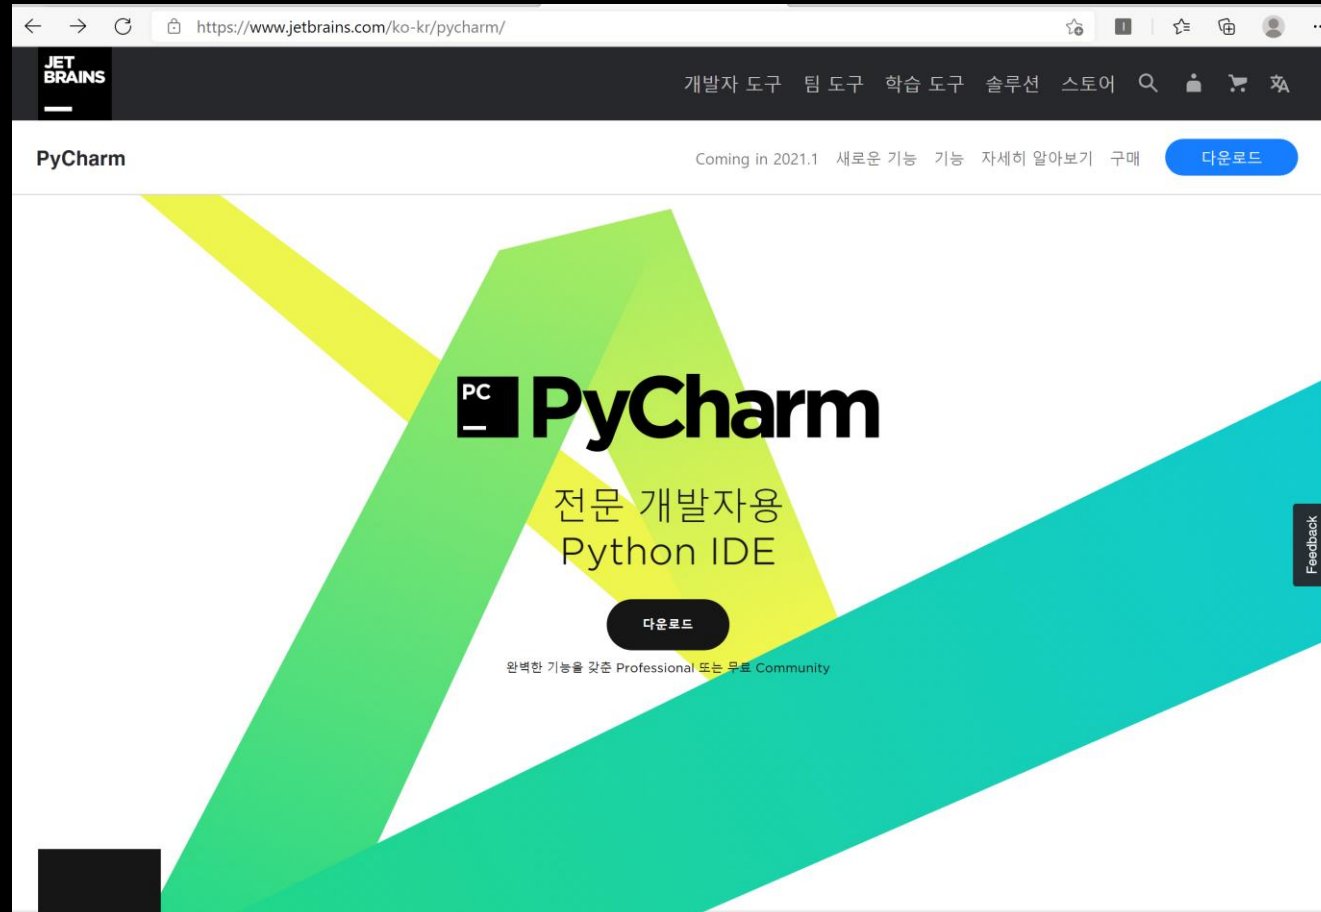 https://www.jetbrains.com/ko-kr/pycharm/
JET
BRAINS
개발자 도구 팀 도구 학습 도구 솔루션 스토어
PyCharm
Coming in 2021.1 새로운 기능 기능 자세히 알아보기 구매 다운로드
PC PyCharm
전문 개발자용
Python IDE
Feedback
다운로드
완벽한 기능을 갖춘 Professional 또는 무료 Community